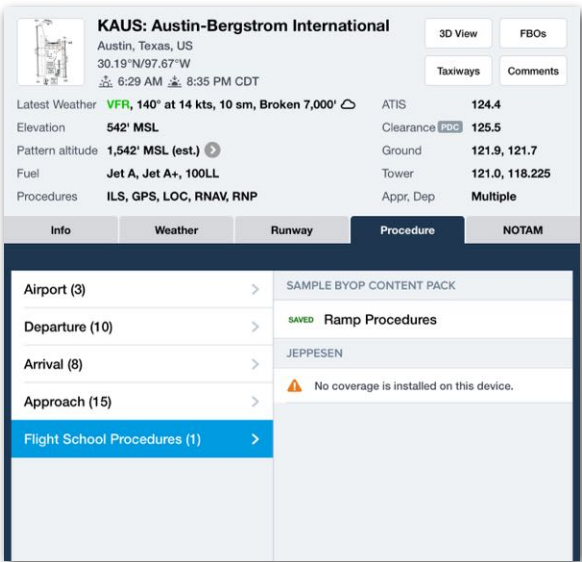 KAUS: Austin-Bergstrom International
Austin, Texas, US
30.19°N/97.67°W
6:29 AM 8:35 PM CDT
3D View
FBOs
Taxiways
Comments
Latest Weather VFR, 140° at 14 kts, 10 sm, Broken 7,000'
ATIS 124.4
Elevation 542' MSL
Clearance PDC 125.5
Pattern altitude 1,542' MSL (est.)
Ground 121.9, 121.7
Fuel Jet A, Jet A+, 100LL
Tower 121.0, 118.225
Procedures ILS, GPS, LOC, RNAV, RNP
Appr, Dep Multiple
Info Weather Runway Procedure NOTAM
Airport (3)
Departure (10)
Arrival (8)
Approach (15)
Flight School Procedures (1)
SAMPLE BYOP CONTENT PACK
SAVED Ramp Procedures
JEPPESEN
No coverage is installed on this device.